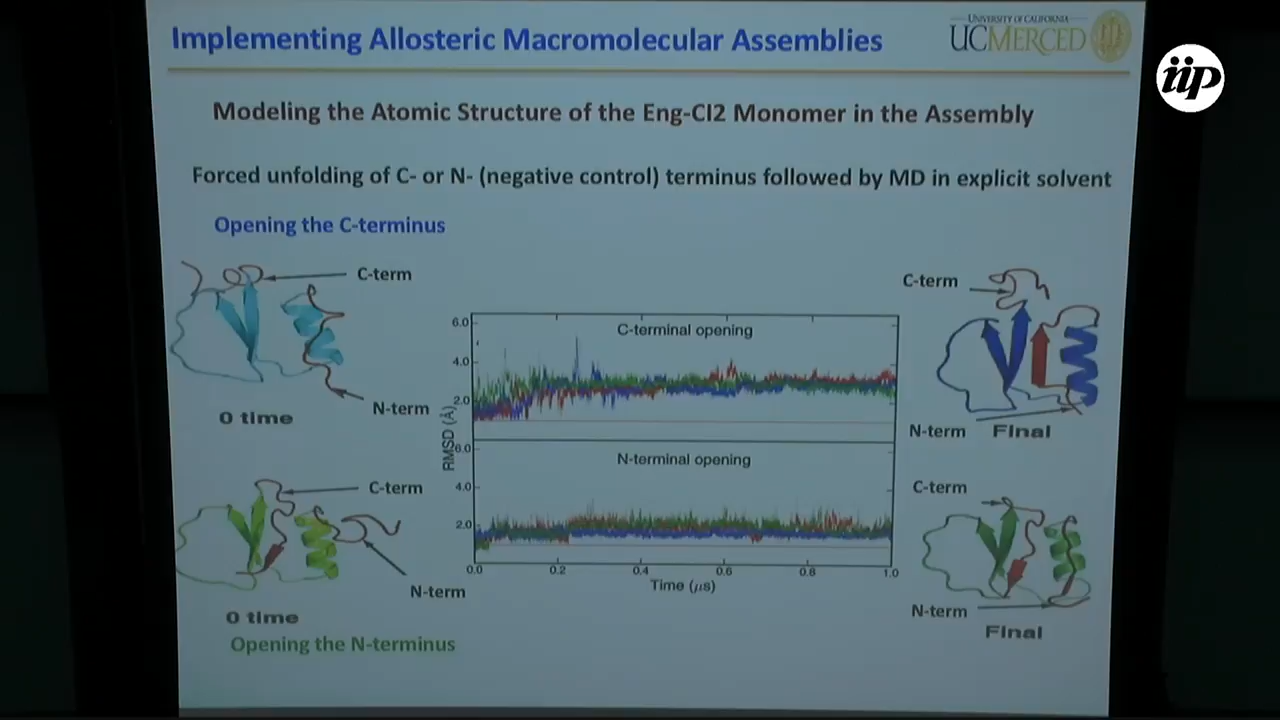 Implementing Allosteric Macromolecular Assemblies
UNIVERSITY OF CALIFORNIA
UCMERCED
iip
Modeling the Atomic Structure of the Eng-CI2 Monomer in the Assembly
Forced unfolding of C- or N- (negative control) terminus followed by MD in explicit solvent
Opening the C-terminus
C-term
N-term
0 time
C-term
N-term
Final
6.0
4.0
2.0
C-terminal opening
RMSD (Å)
6.0
4.0
2.0
N-terminal opening
0.0 0.2 0.4 0.6 0.8 1.0
Time (μs)
C-term
N-term
0 time
Opening the N-terminus
C-term
N-term
Final